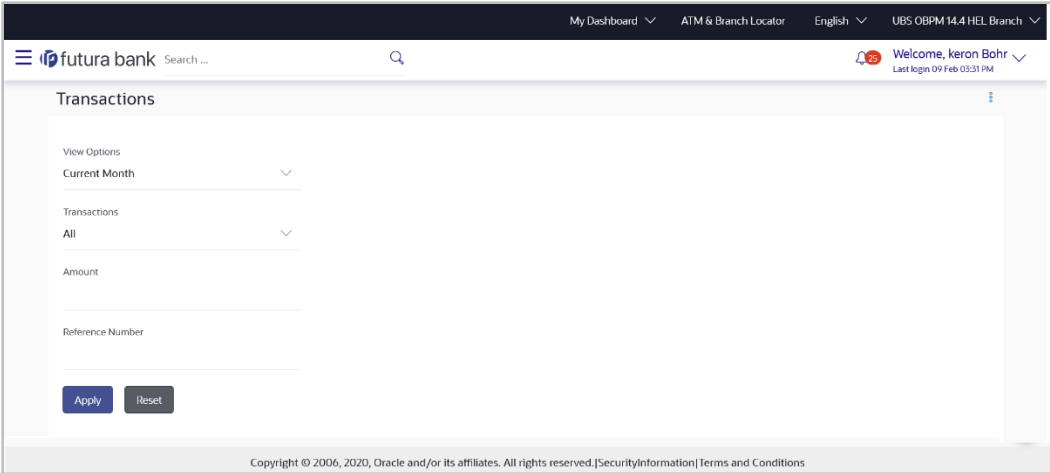 My Dashboard ATM & Branch Locator English UBS OBPM 14.4 HEL Branch
futura bank Search ... 25 Welcome, keron Bohr
Last login 09 Feb 03:31 PM
Transactions
View Options
Current Month
Transactions
All
Amount
Reference Number
Apply Reset
Copyright © 2006, 2020, Oracle and/or its affiliates. All rights reserved.|SecurityInformation|Terms and Conditions